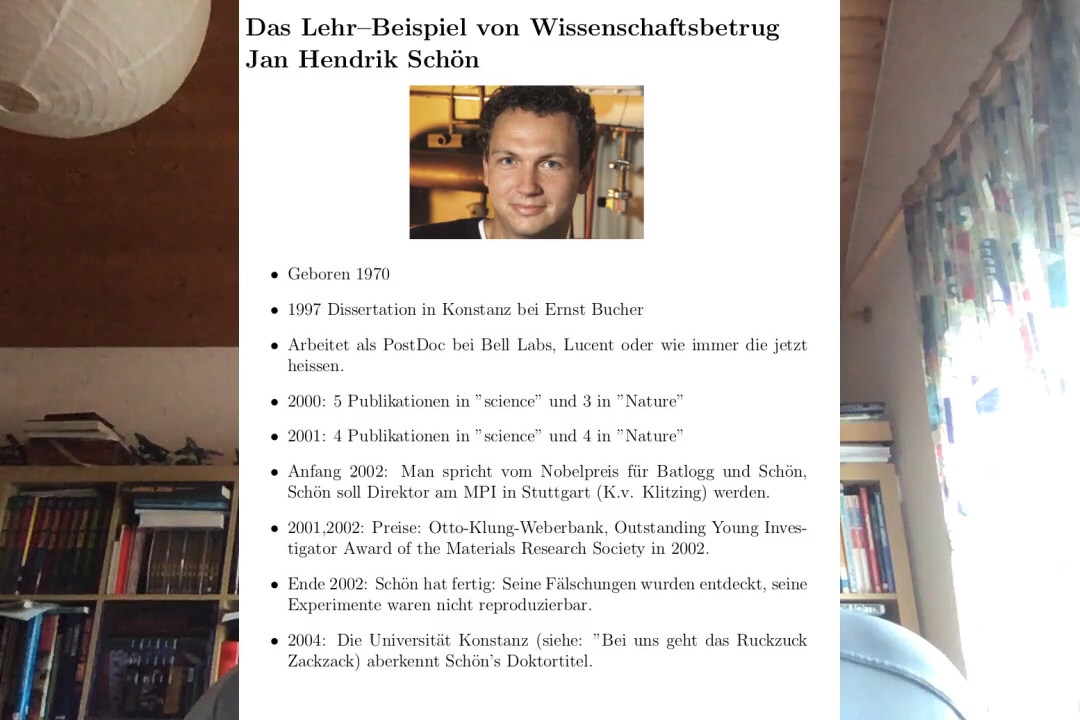 Das Lehr–Beispiel von Wissenschaftsbetrug
Jan Hendrik Schön
• Geboren 1970
• 1997 Dissertation in Konstanz bei Ernst Bucher
• Arbeitet als PostDoc bei Bell Labs, Lucent oder wie immer die jetzt
heissen.
• 2000: 5 Publikationen in ”science” und 3 in ”Nature”
• 2001: 4 Publikationen in ”science” und 4 in ”Nature”
• Anfang 2002: Man spricht vom Nobelpreis für Batlogg und Schön,
Schön soll Direktor am MPI in Stuttgart (K.v. Klitzing) werden.
• 2001,2002: Preise: Otto-Klung-Weberbank, Outstanding Young Inves-
tigator Award of the Materials Research Society in 2002.
• Ende 2002: Schön hat fertig: Seine Fälschungen wurden entdeckt, seine
Experimente waren nicht reproduzierbar.
• 2004: Die Universität Konstanz (siehe: ”Bei uns geht das Ruckzuck
Zackzack) aberkennt Schön’s Doktortitel.